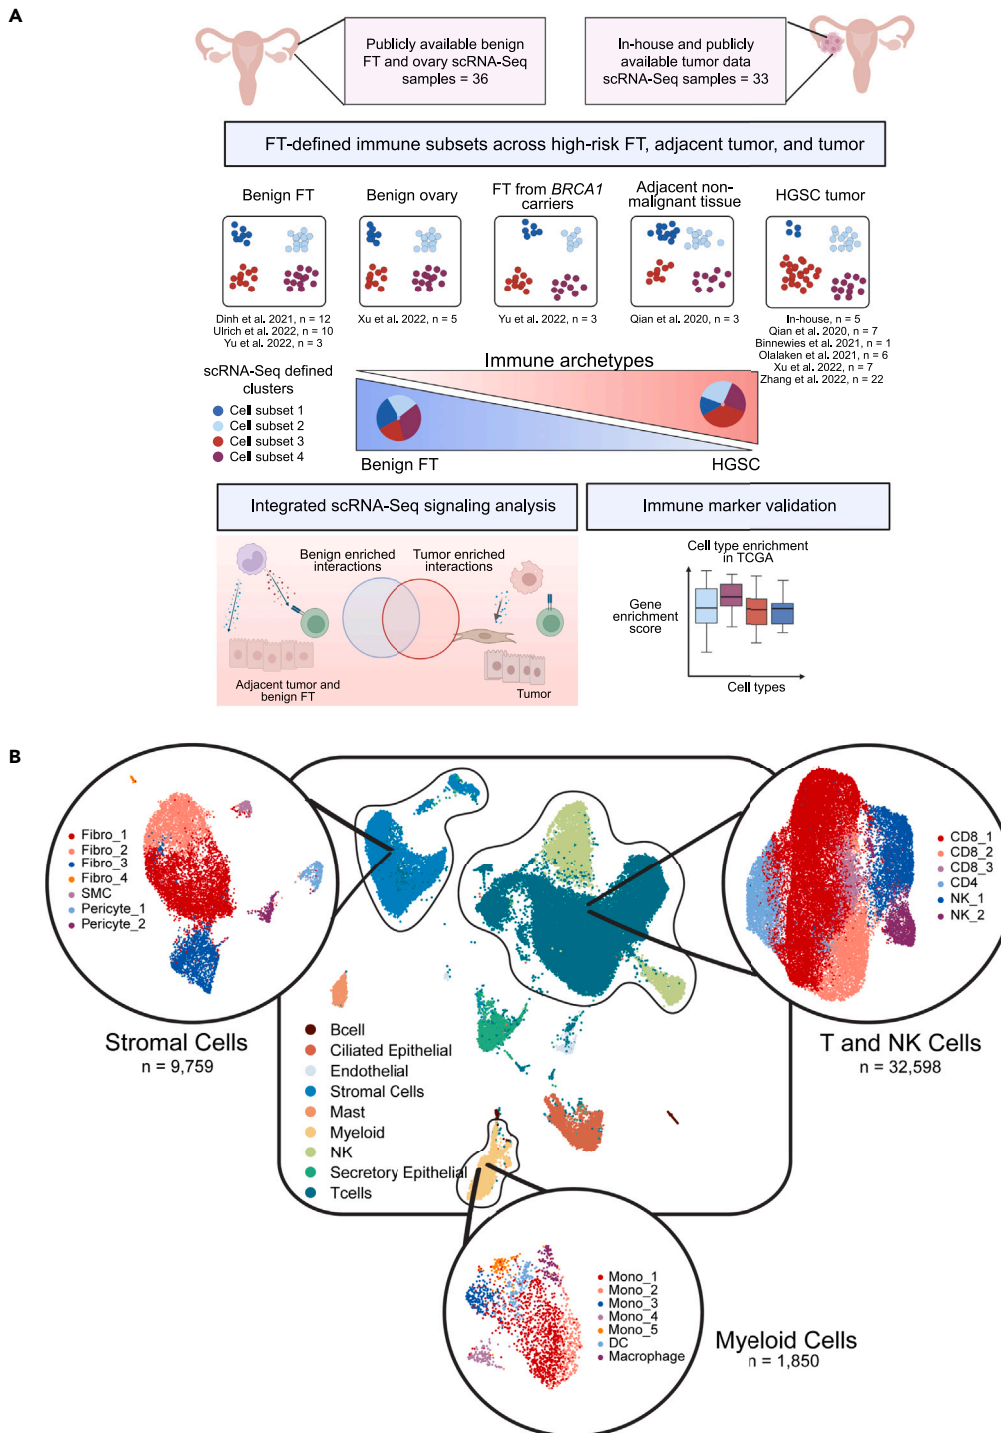 A
Publicly available benign
FT and ovary scRNA-Seq
samples = 36
In-house and publicly
available tumor data
scRNA-Seq samples = 33
FT-defined immune subsets across high-risk FT, adjacent tumor, and tumor
Benign FT
Benign ovary
FT from BRCA1
carriers
Adjacent non-
malignant tissue
HGSC tumor
Dinh et al. 2021, n = 12
Ulrich et al. 2022, n = 10
Yu et al. 2022, n = 3
Xu et al. 2022, n = 5
Yu et al. 2022, n = 3
Qian et al. 2020, n = 3
In-house, n = 5
Qian et al. 2020, n = 7
Binnewies et al. 2021, n = 1
Olalaken et al. 2021, n = 6
Xu et al. 2022, n = 7
Zhang et al. 2022, n = 22
Immune archetypes
scRNA-Seq defined
clusters
Cell subset 1
Cell subset 2
Cell subset 3
Cell subset 4
Benign FT
HGSC
Integrated scRNA-Seq signaling analysis
Immune marker validation
Benign enriched
interactions
Tumor enriched
interactions
Adjacent tumor and
benign FT
Tumor
Cell type enrichment
in TCGA
Gene
enrichment
score
Cell types
B
Fibro_1
Fibro_2
Fibro_3
Fibro_4
SMC
Pericyte_1
Pericyte_2
Stromal Cells
n = 9,759
CD8_1
CD8_2
CD8_3
CD4
NK_1
NK_2
T and NK Cells
n = 32,598
Bcell
Ciliated Epithelial
Endothelial
Stromal Cells
Mast
Myeloid
NK
Secretory Epithelial
Tcells
Mono_1
Mono_2
Mono_3
Mono_4
Mono_5
DC
Macrophage
Myeloid Cells
n = 1,850